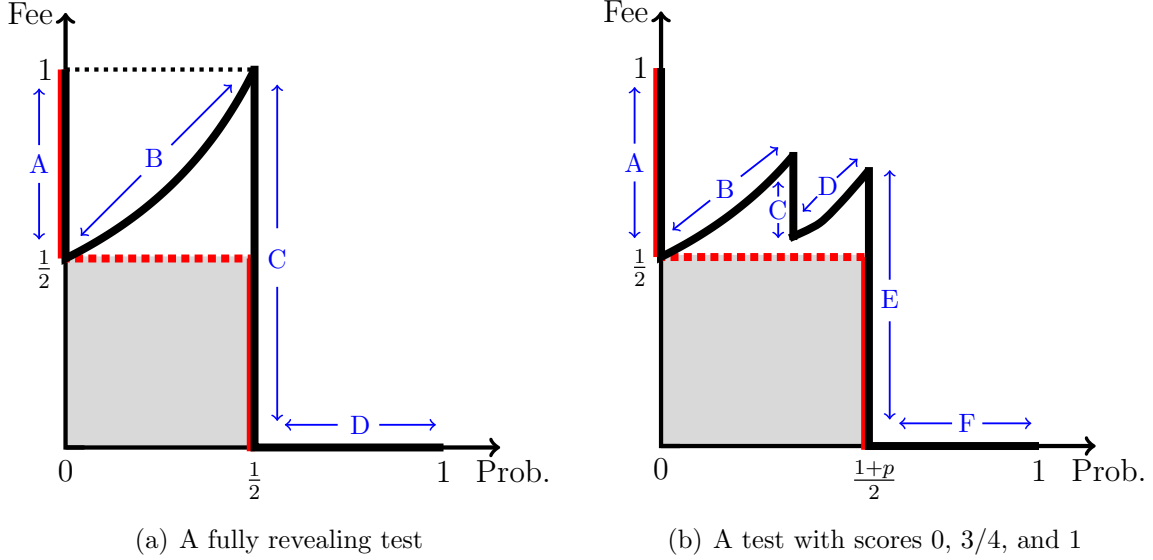 Fee
1
A
B
1/2
C
D
0
1/2
1
Prob.
(a) A fully revealing test
Fee
1
A
B
D
C
1/2
E
F
0
1+p/2
1
Prob.
(b) A test with scores 0, 3/4, and 1